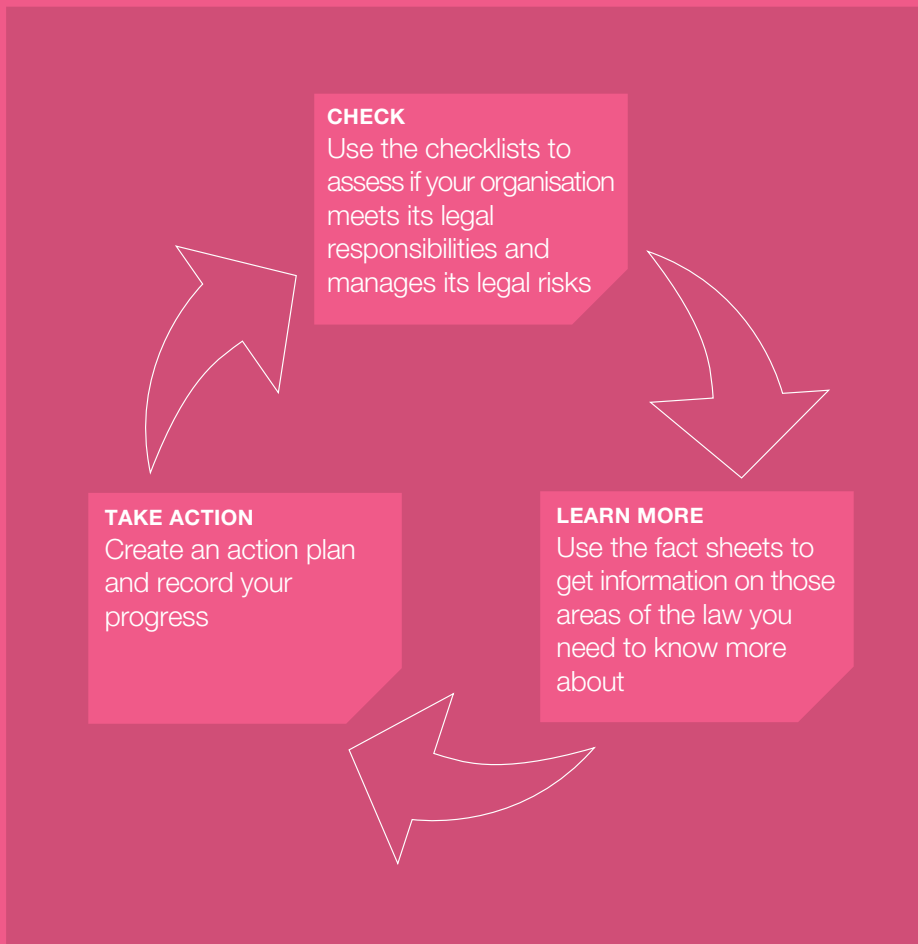 CHECK
Use the checklists to
assess if your organisation
meets its legal
responsibilities and
manages its legal risks
LEARN MORE
Use the fact sheets to
get information on those
areas of the law you
need to know more
about
TAKE ACTION
Create an action plan
and record your
progress